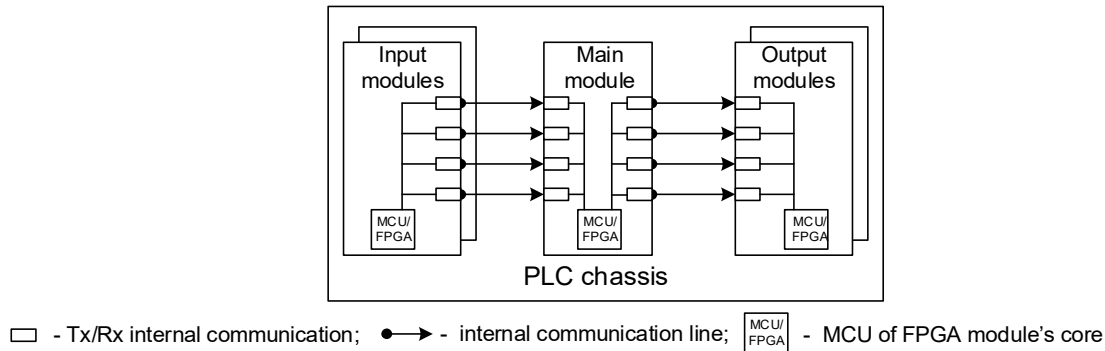 Input
modules
Main
module
Output
modules
MCU/
FPGA
MCU/
FPGA
MCU/
FPGA
PLC chassis
- Tx/Rx internal communication;
- internal communication line;
MCU/
FPGA
- MCU of FPGA module's core